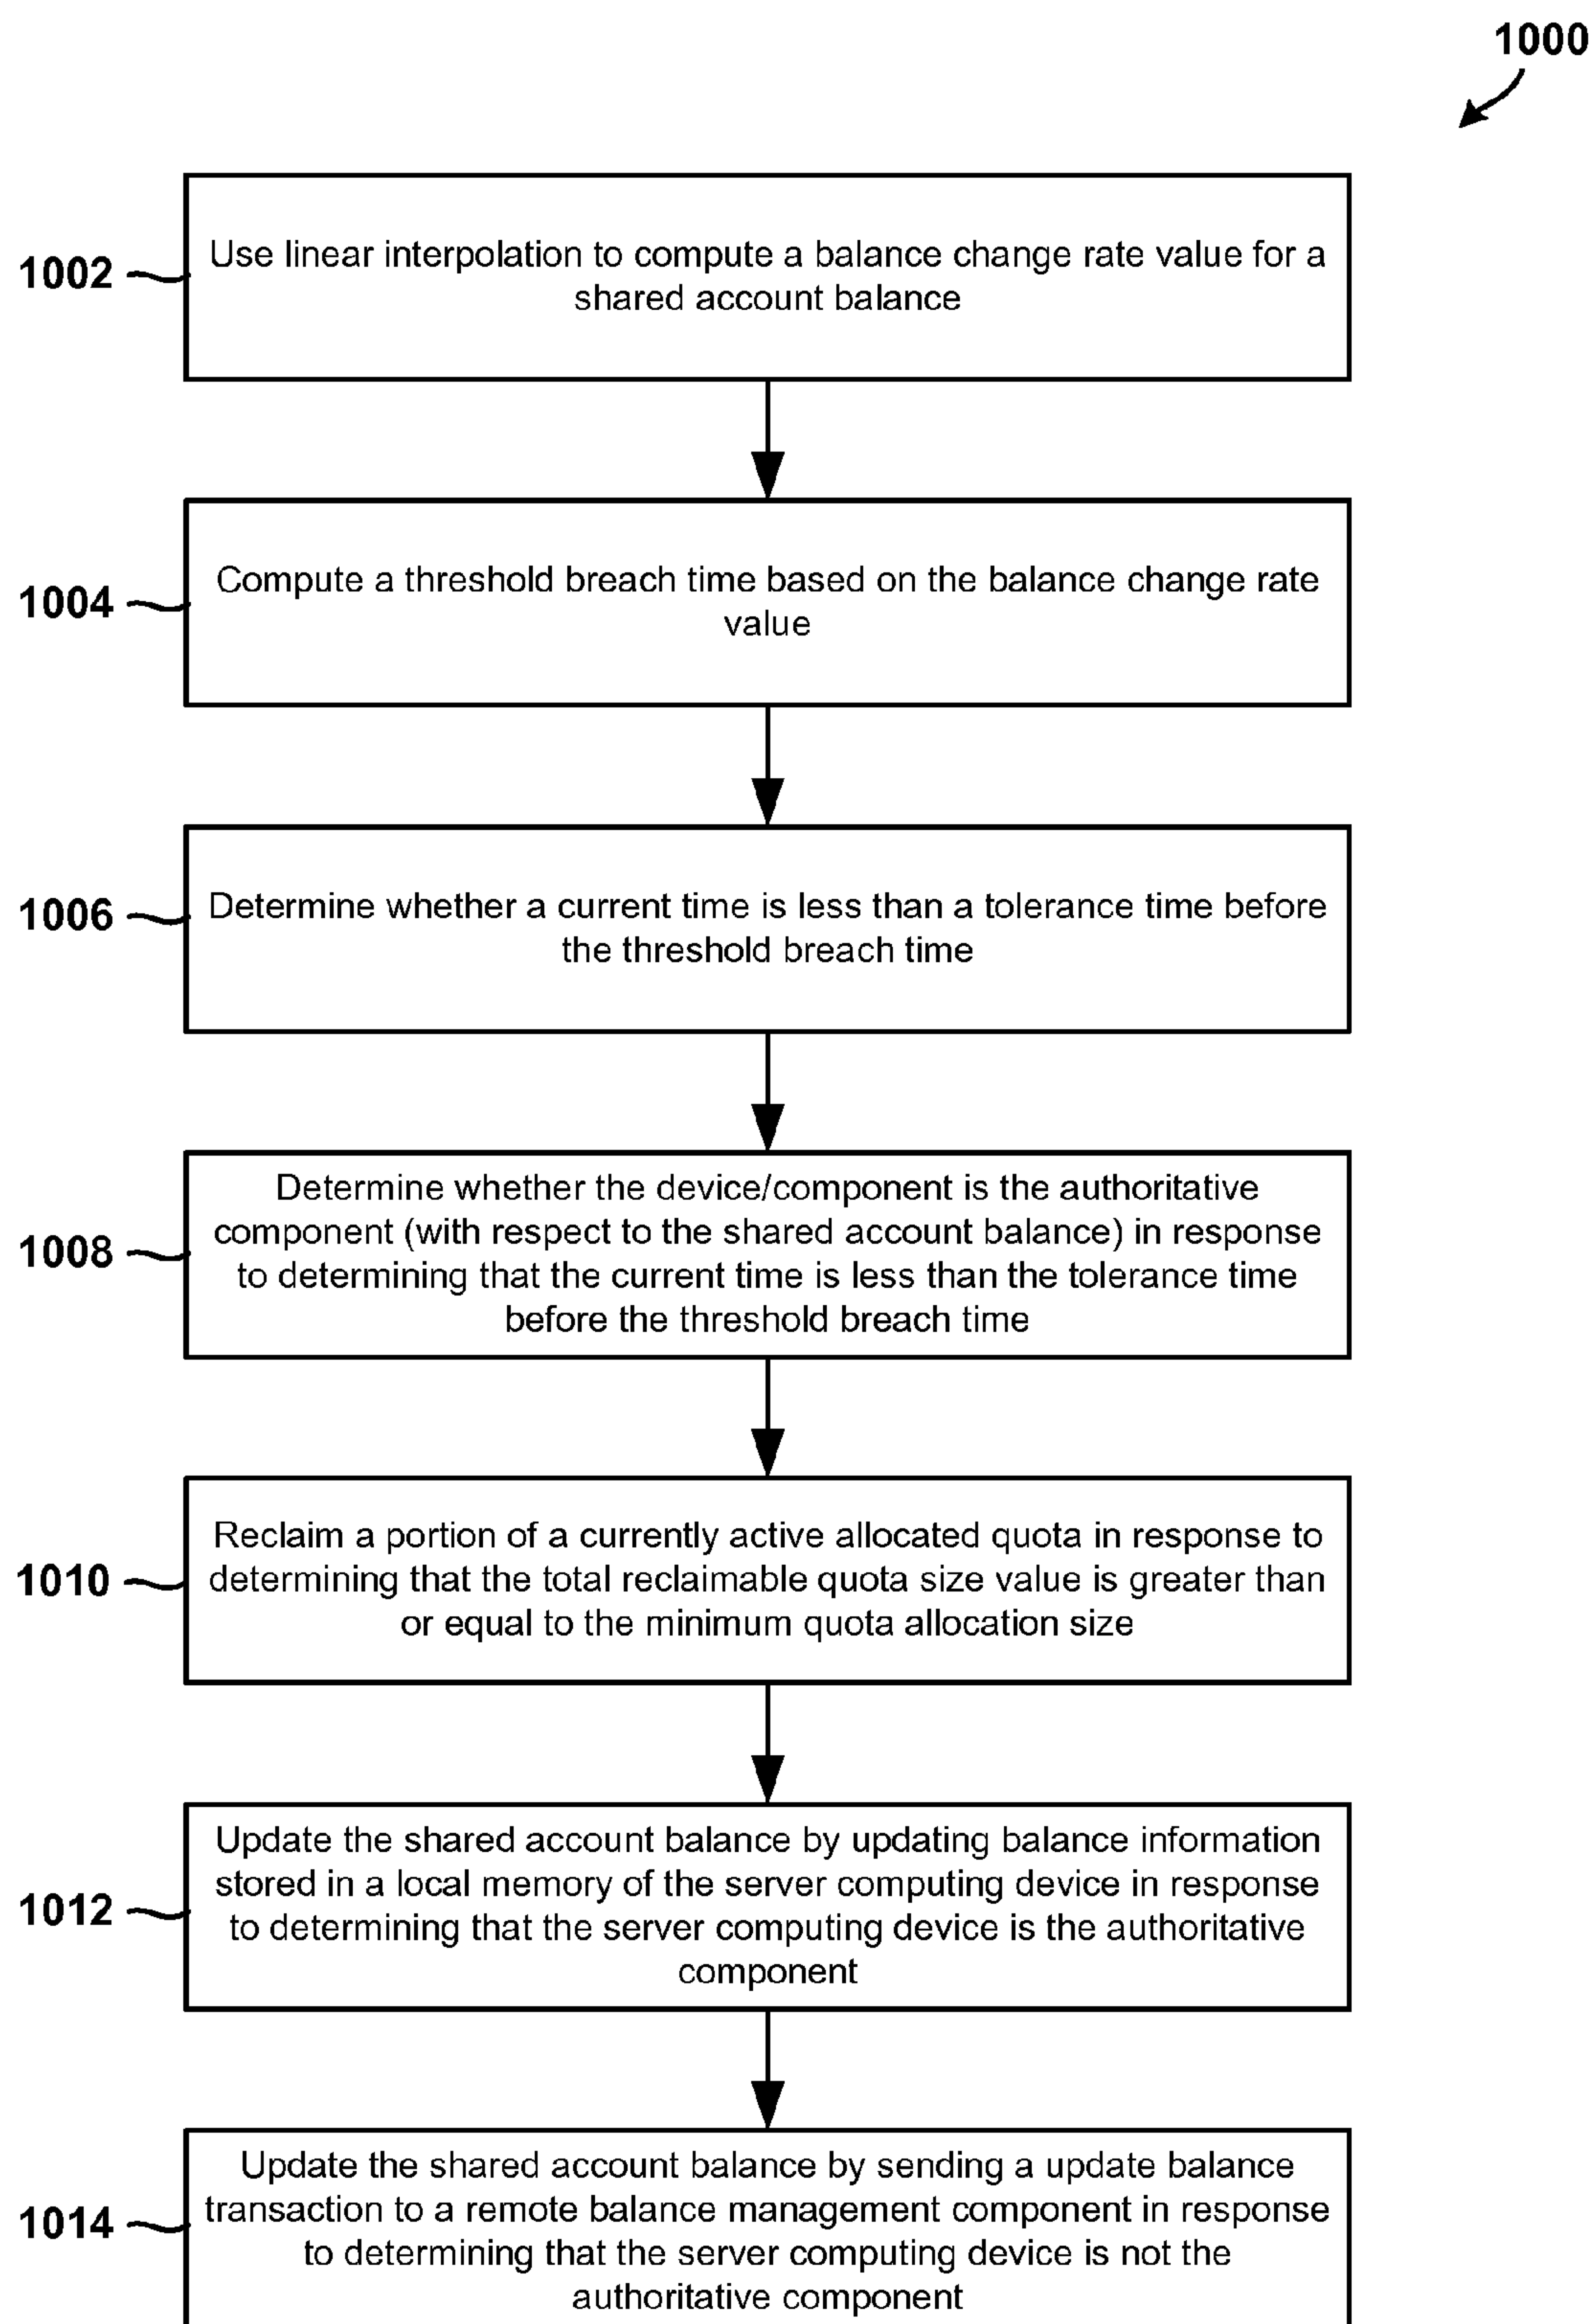 1000
1002
Use linear interpolation to compute a balance change rate value for a
shared account balance
1004
Compute a threshold breach time based on the balance change rate
value
1006
Determine whether a current time is less than a tolerance time before
the threshold breach time
1008
Determine whether the device/component is the authoritative
component (with respect to the shared account balance) in response
to determining that the current time is less than the tolerance time
before the threshold breach time
1010
Reclaim a portion of a currently active allocated quota in response to
determining that the total reclaimable quota size value is greater than
or equal to the minimum quota allocation size
1012
Update the shared account balance by updating balance information
stored in a local memory of the server computing device in response
to determining that the server computing device is the authoritative
component
1014
Update the shared account balance by sending a update balance
transaction to a remote balance management component in response
to determining that the server computing device is not the
authoritative component